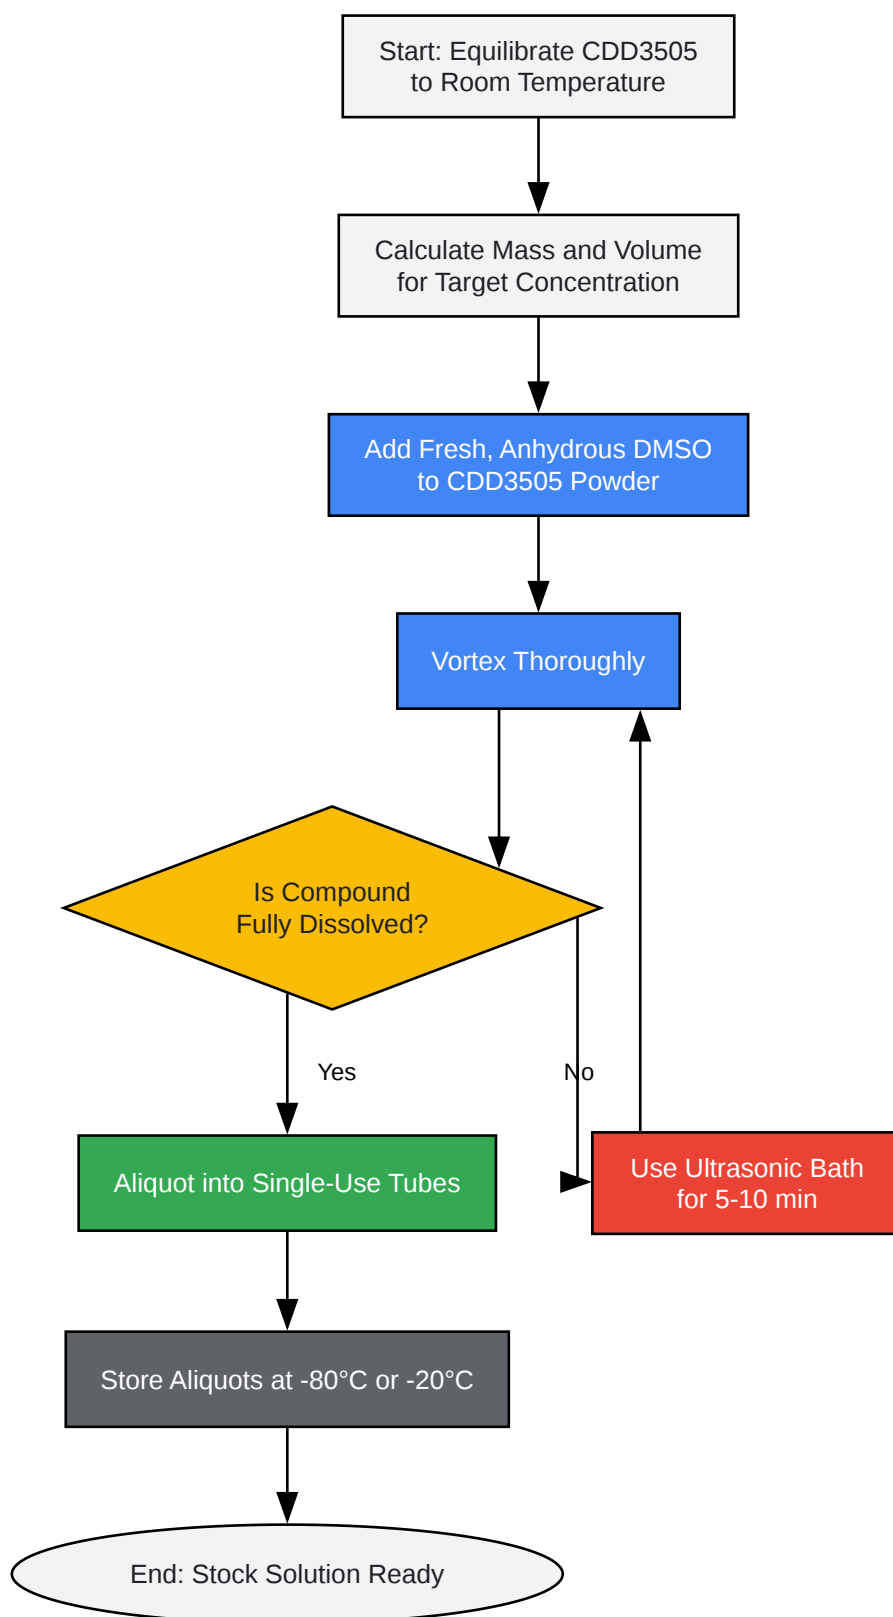 Start: Equilibrate CDD3505
to Room Temperature
Calculate Mass and Volume
for Target Concentration
Add Fresh, Anhydrous DMSO
to CDD3505 Powder
Vortex Thoroughly
Is Compound
Fully Dissolved?
Yes
No
Aliquot into Single-Use Tubes
Use Ultrasonic Bath
for 5-10 min
Store Aliquots at -80°C or -20°C
End: Stock Solution Ready